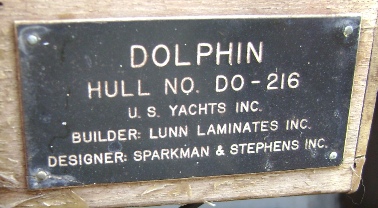 DOLPHIN
HULL NO. DO-216
U.S. YACHTS INC.
BUILDER: LUNN LAMINATES INC.
DESIGNER: SPARKMAN & STEPHENS INC.